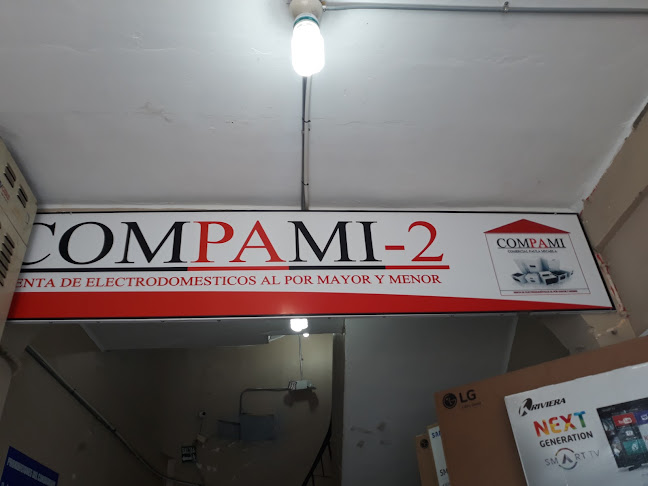 COMPAMI-2
ENTA DE ELECTRODOMESTICOS AL POR MAYOR Y MENOR
COMPAMI
LG
RIVIERA
NEXT
GENERATION
SMART TV